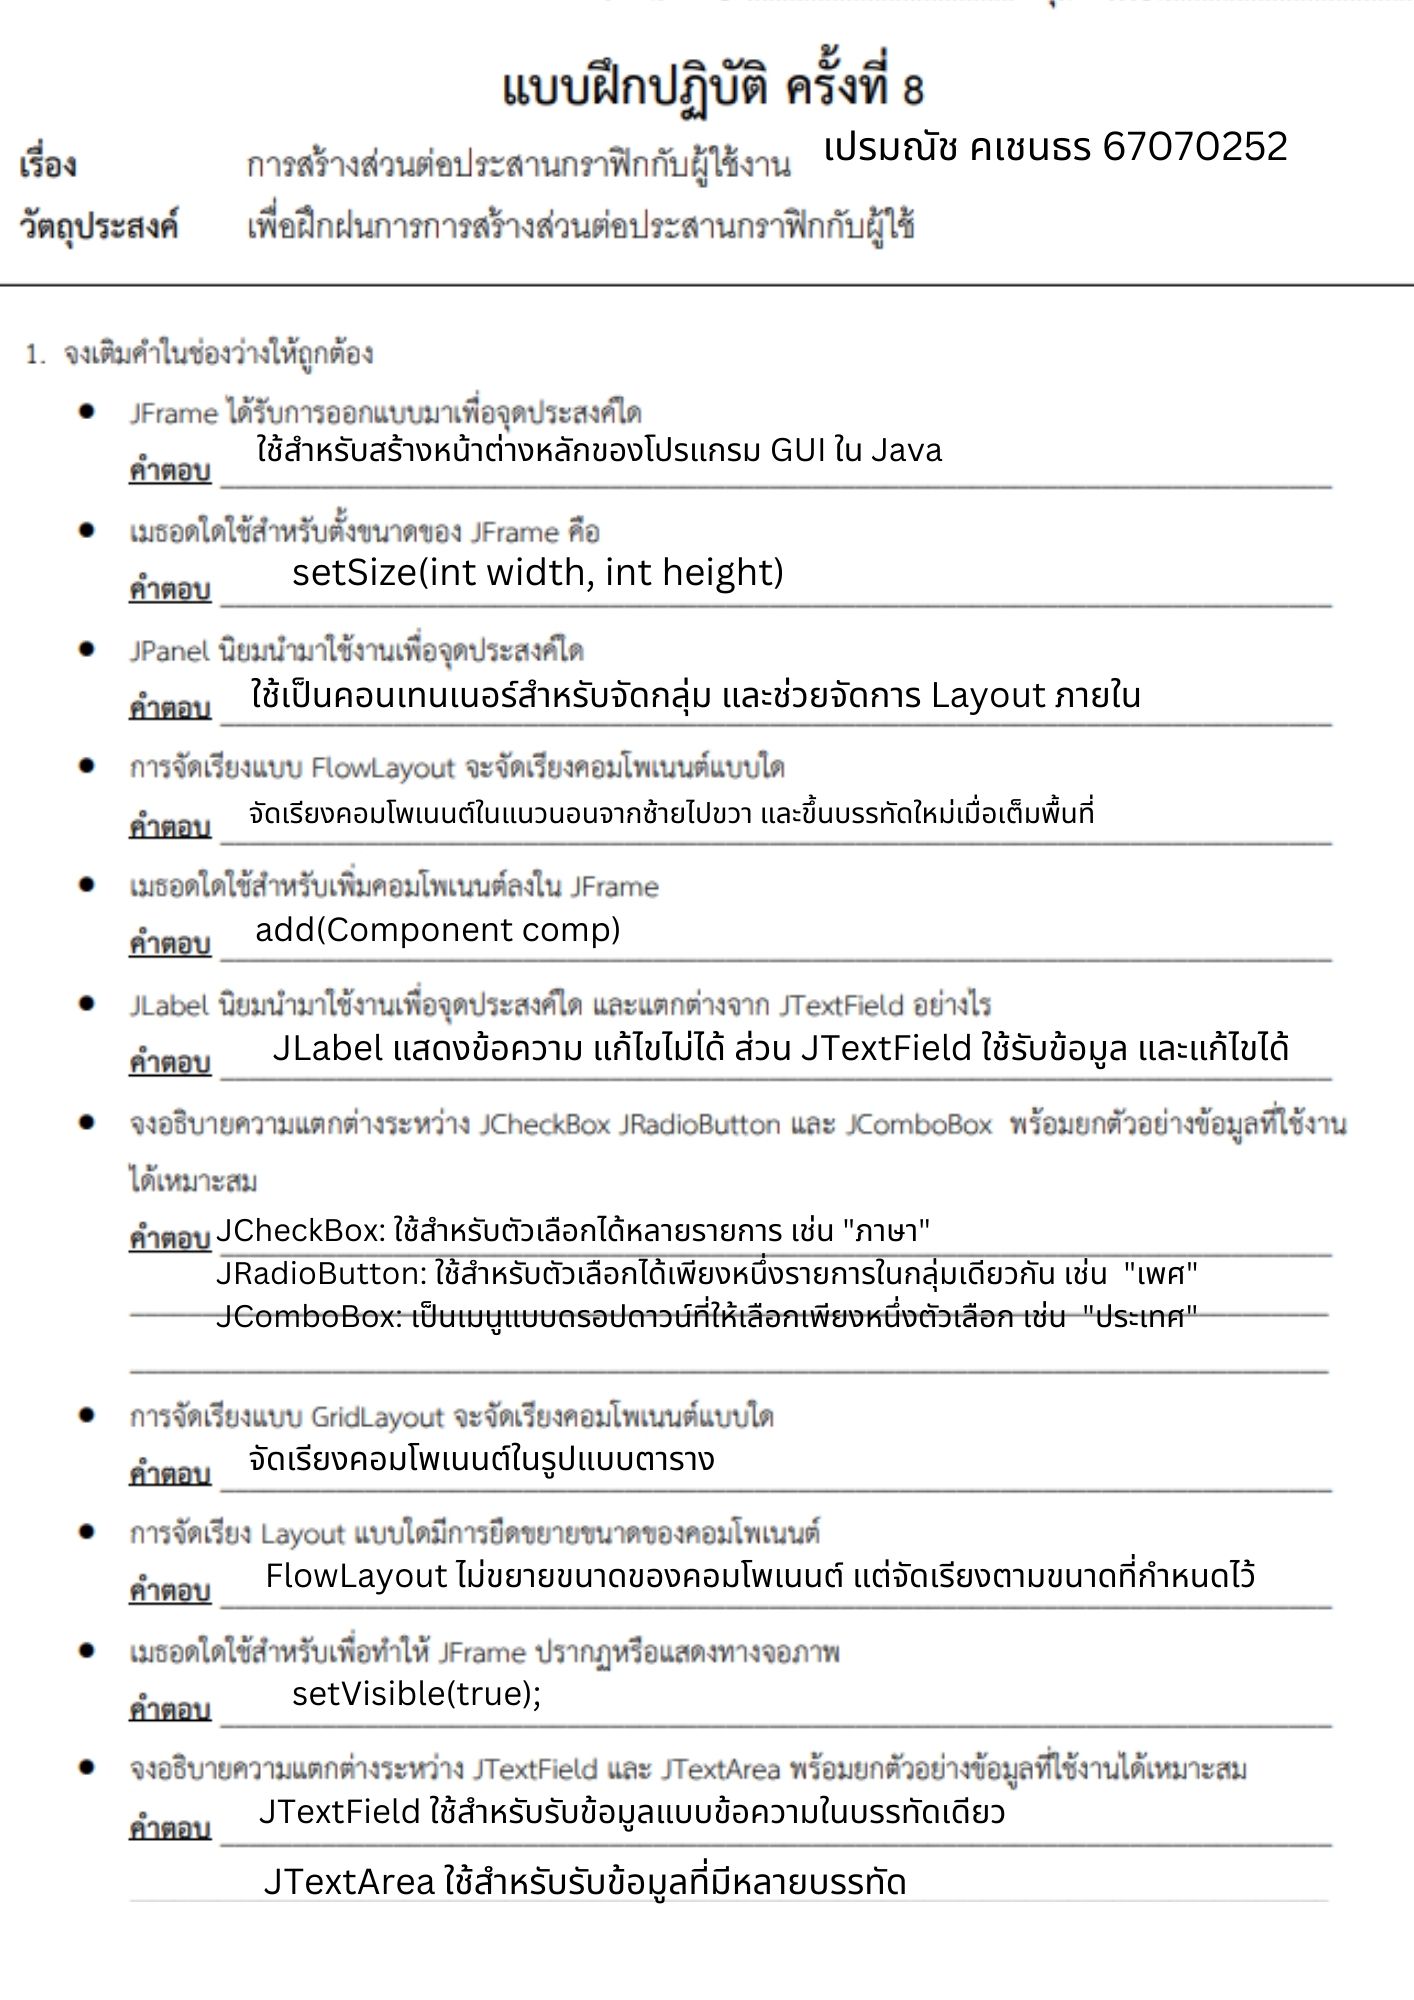 แบบฝึกปฏิบัติ ครั้งที่ 8
เรื่อง การสร้างส่วนต่อประสานกราฟิกกับผู้ใช้งาน เปรมณัช คเชนธร 67070252
วัตถุประสงค์ เพื่อฝึกฝนการการสร้างส่วนต่อประสานกราฟิกกับผู้ใช้
1. จงเติมคำในช่องว่างให้ถูกต้อง
● JFrame ได้รับการออกแบบมาเพื่อจุดประสงค์ใด
คำตอบ ใช้สำหรับสร้างหน้าต่างหลักของโปรแกรม GUI ใน Java
● เมธอดใดใช้สำหรับตั้งขนาดของ JFrame คือ
คำตอบ setSize(int width, int height)
● JPanel นิยมนำมาใช้งานเพื่อจุดประสงค์ใด
คำตอบ ใช้เป็นคอนเทนเนอร์สำหรับจัดกลุ่ม และช่วยจัดการ Layout ภายใน
● การจัดเรียงแบบ FlowLayout จะจัดเรียงคอมโพเนนต์แบบใด
คำตอบ จัดเรียงคอมโพเนนต์ในแนวนอนจากซ้ายไปขวา และขึ้นบรรทัดใหม่เมื่อเต็มพื้นที่
● เมธอดใดใช้สำหรับเพิ่มคอมโพเนนต์ลงใน JFrame
คำตอบ add(Component comp)
● JLabel นิยมนำมาใช้งานเพื่อจุดประสงค์ใด และแตกต่างจาก JTextField อย่างไร
คำตอบ JLabel แสดงข้อความ แก้ไขไม่ได้ ส่วน JTextField ใช้รับข้อมูล และแก้ไขได้
● จงอธิบายความแตกต่างระหว่าง JCheckBox JRadioButton และ JComboBox พร้อมยกตัวอย่างข้อมูลที่ใช้งาน
ได้เหมาะสม
คำตอบ JCheckBox: ใช้สำหรับตัวเลือกได้หลายรายการ เช่น "ภาษา"
JRadioButton: ใช้สำหรับตัวเลือกได้เพียงหนึ่งรายการในกลุ่มเดียวกัน เช่น "เพศ"
JComboBox: เป็นเมนูแบบดรอปดาวน์ที่ให้เลือกเพียงหนึ่งตัวเลือก เช่น "ประเทศ"
● การจัดเรียงแบบ GridLayout จะจัดเรียงคอมโพเนนต์แบบใด
คำตอบ จัดเรียงคอมโพเนนต์ในรูปแบบตาราง
● การจัดเรียง Layout แบบใดมีการยืดขยายขนาดของคอมโพเนนต์
คำตอบ FlowLayout ไม่ขยายขนาดของคอมโพเนนต์ แต่จัดเรียงตามขนาดที่กำหนดไว้
● เมธอดใดใช้สำหรับเพื่อทำให้ JFrame ปรากฏหรือแสดงทางจอภาพ
คำตอบ setVisible(true);
● จงอธิบายความแตกต่างระหว่าง JTextField และ JTextArea พร้อมยกตัวอย่างข้อมูลที่ใช้งานได้เหมาะสม
คำตอบ JTextField ใช้สำหรับรับข้อมูลแบบข้อความในบรรทัดเดียว
JTextArea ใช้สำหรับรับข้อมูลที่มีหลายบรรทัด